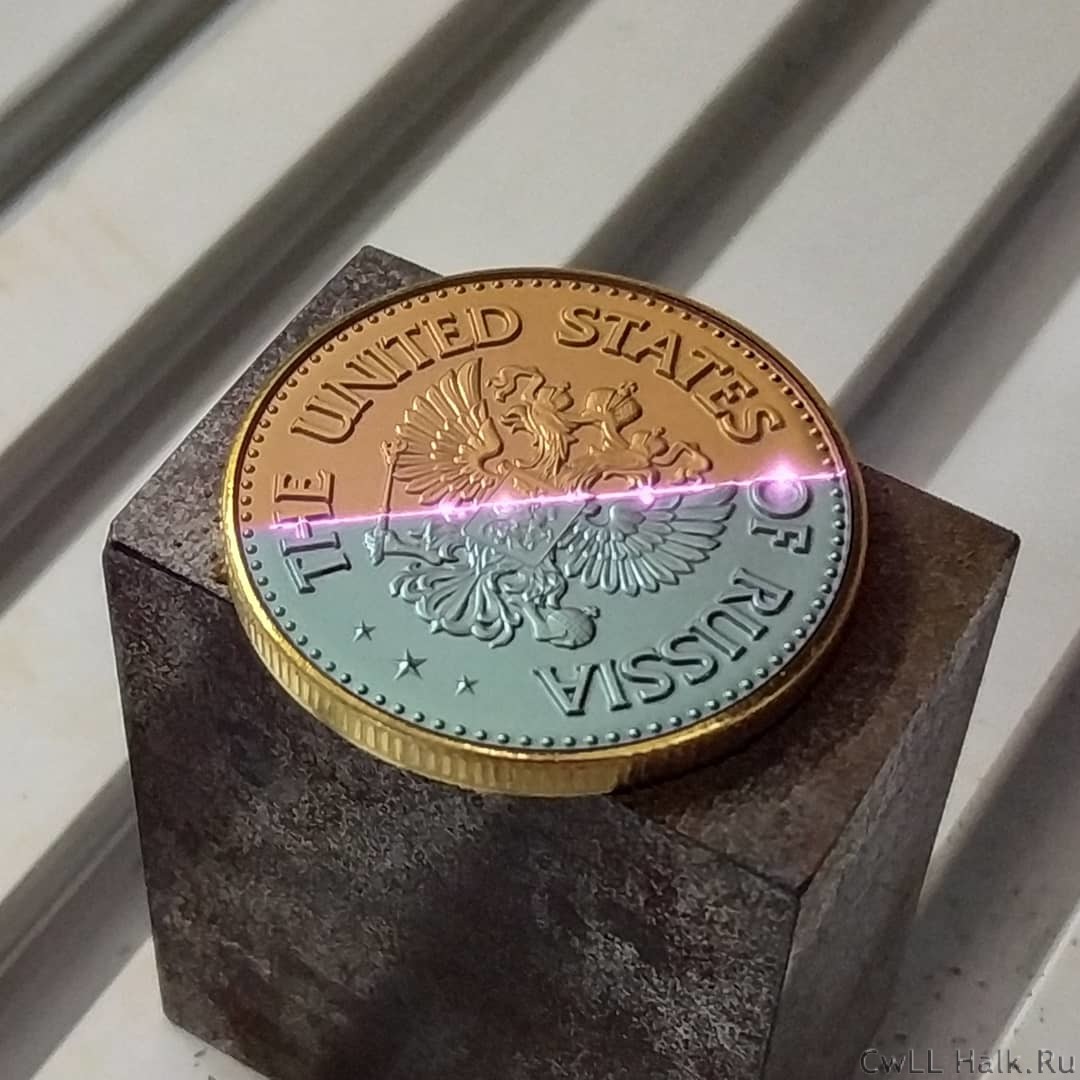 THE UNITED STATES OF RUSSIA
CwLL Halk.Ru